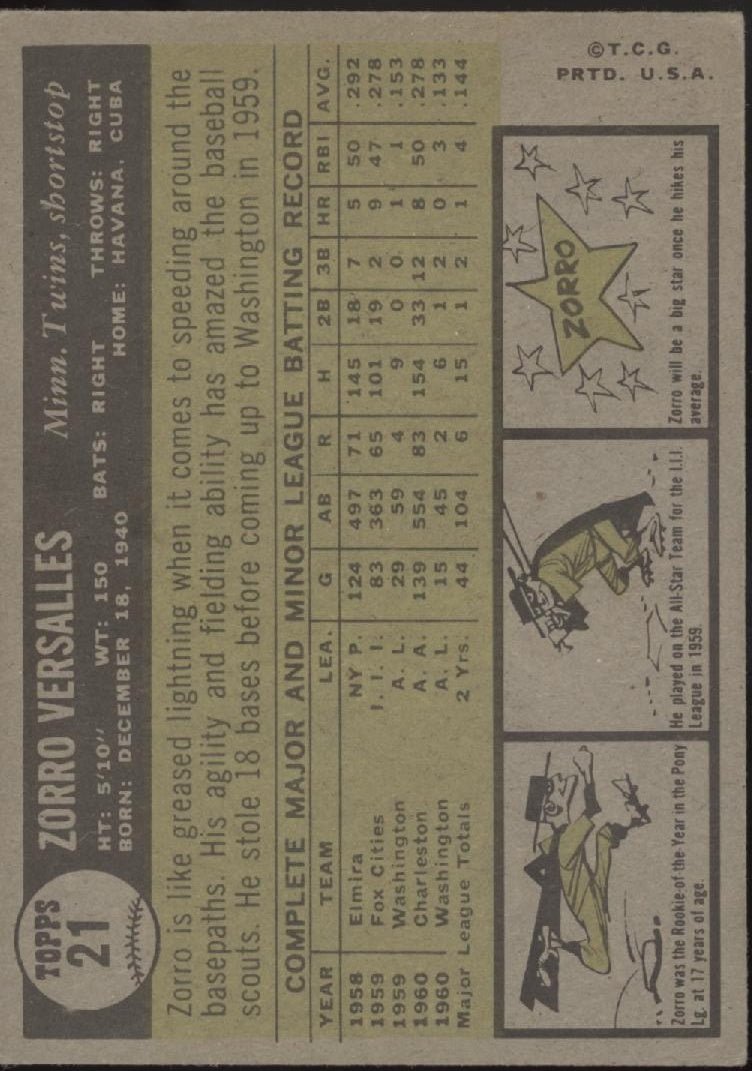 TOPPS
21
ZORRO VERSALLES Minn. Twins, shortstop
HT: 5'10" WT: 150 BATS: RIGHT THROWS: RIGHT
BORN: DECEMBER 18, 1940 HOME: HAVANA, CUBA
Zorro is like greased lightning when it comes to speeding around the
basepaths. His agility and fielding ability has amazed the baseball
scouts. He stole 18 bases before coming up to Washington in 1959.
COMPLETE MAJOR AND MINOR LEAGUE BATTING RECORD
YEAR TEAM LEA. G AB R H 2B 3B HR RBI AVG.
1958 Elmira NY P. 124 497 71 145 18 7 5 50 .292
1959 Fox Cities I. I. I. 83 363 65 101 19 2 9 47 .278
1959 Washington A. L. 29 59 4 9 0 0 1 1 .153
1960 Charleston A. A. 139 554 83 154 33 12 8 50 .278
1960 Washington A. L. 15 45 2 6 1 2 0 3 .133
Major League Totals 2 Yrs. 44 104 6 15 1 2 1 4 .144
Zorro was the Rookie-of-the-Year in the Pony
Lg. at 17 years of age.
He played on the All-Star Team for the I.I.I.
League in 1959.
ZORRO
Zorro will be a big star once he hikes his
average.
©T.C.G.
PRTD. U.S.A.